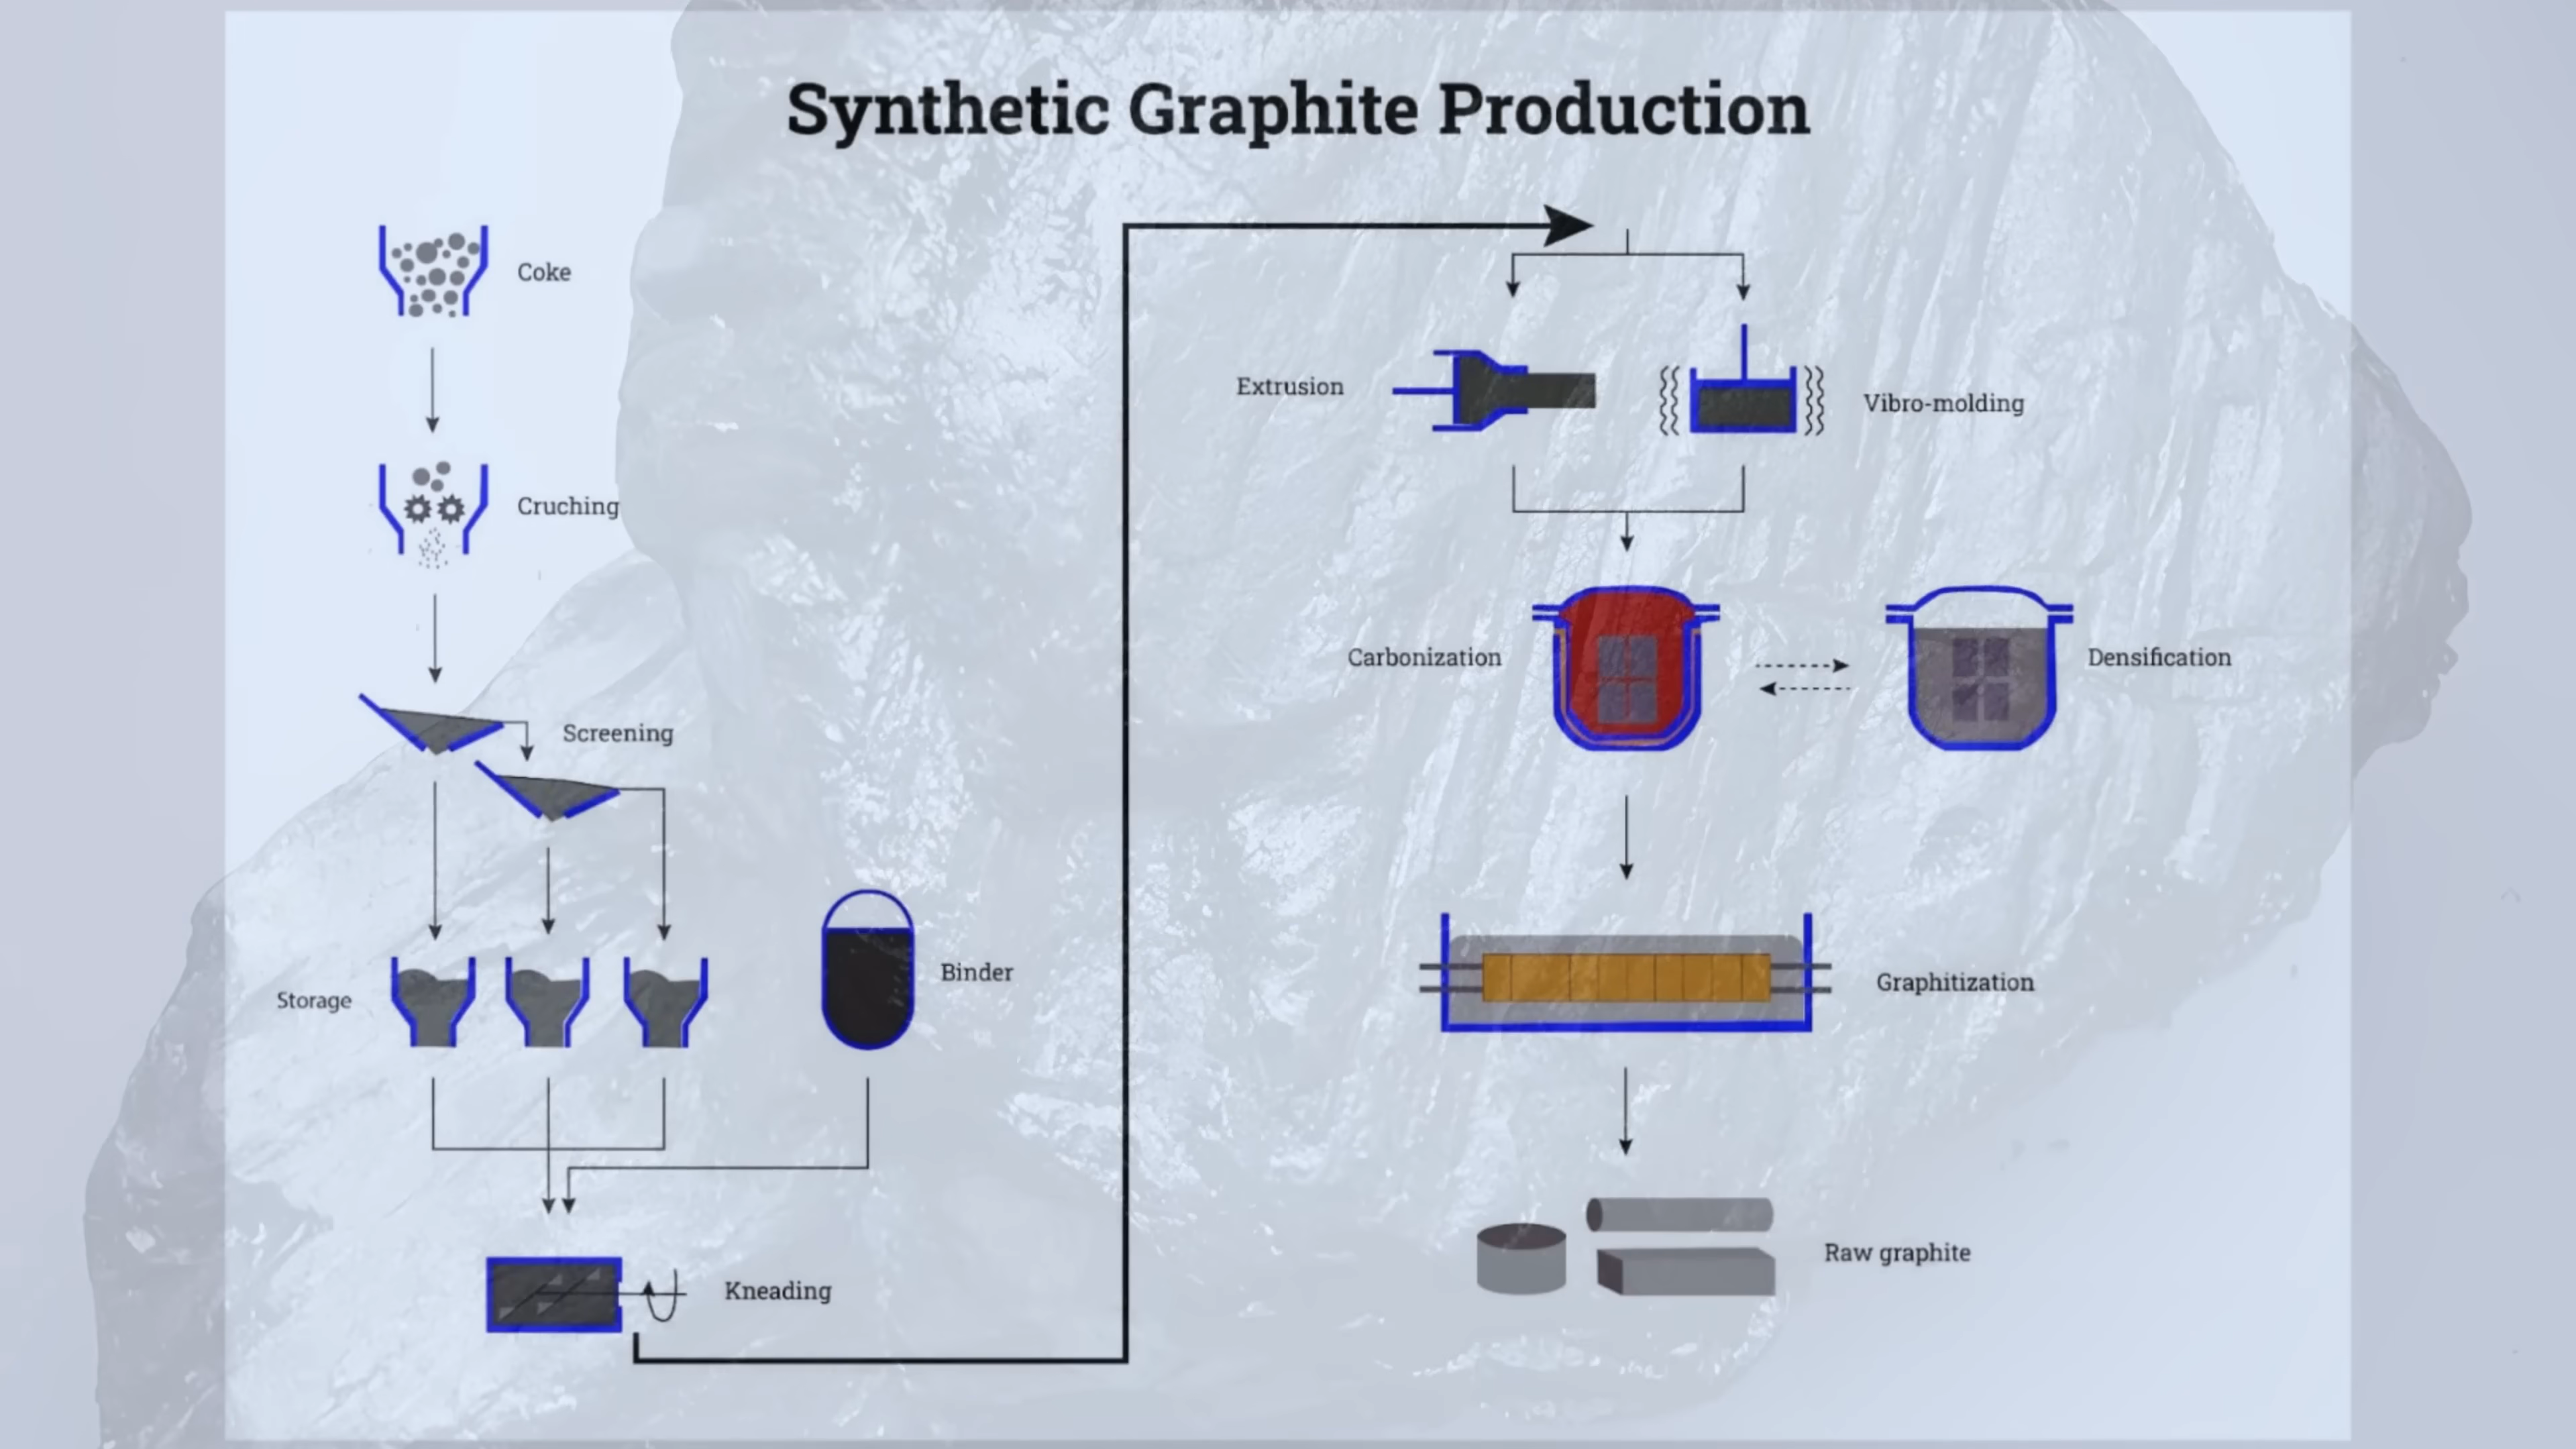 Synthetic Graphite Production
Coke
Cruching
Screening
Storage
Binder
Kneading
Extrusion
Vibro-molding
Carbonization
Densification
Graphitization
Raw graphite